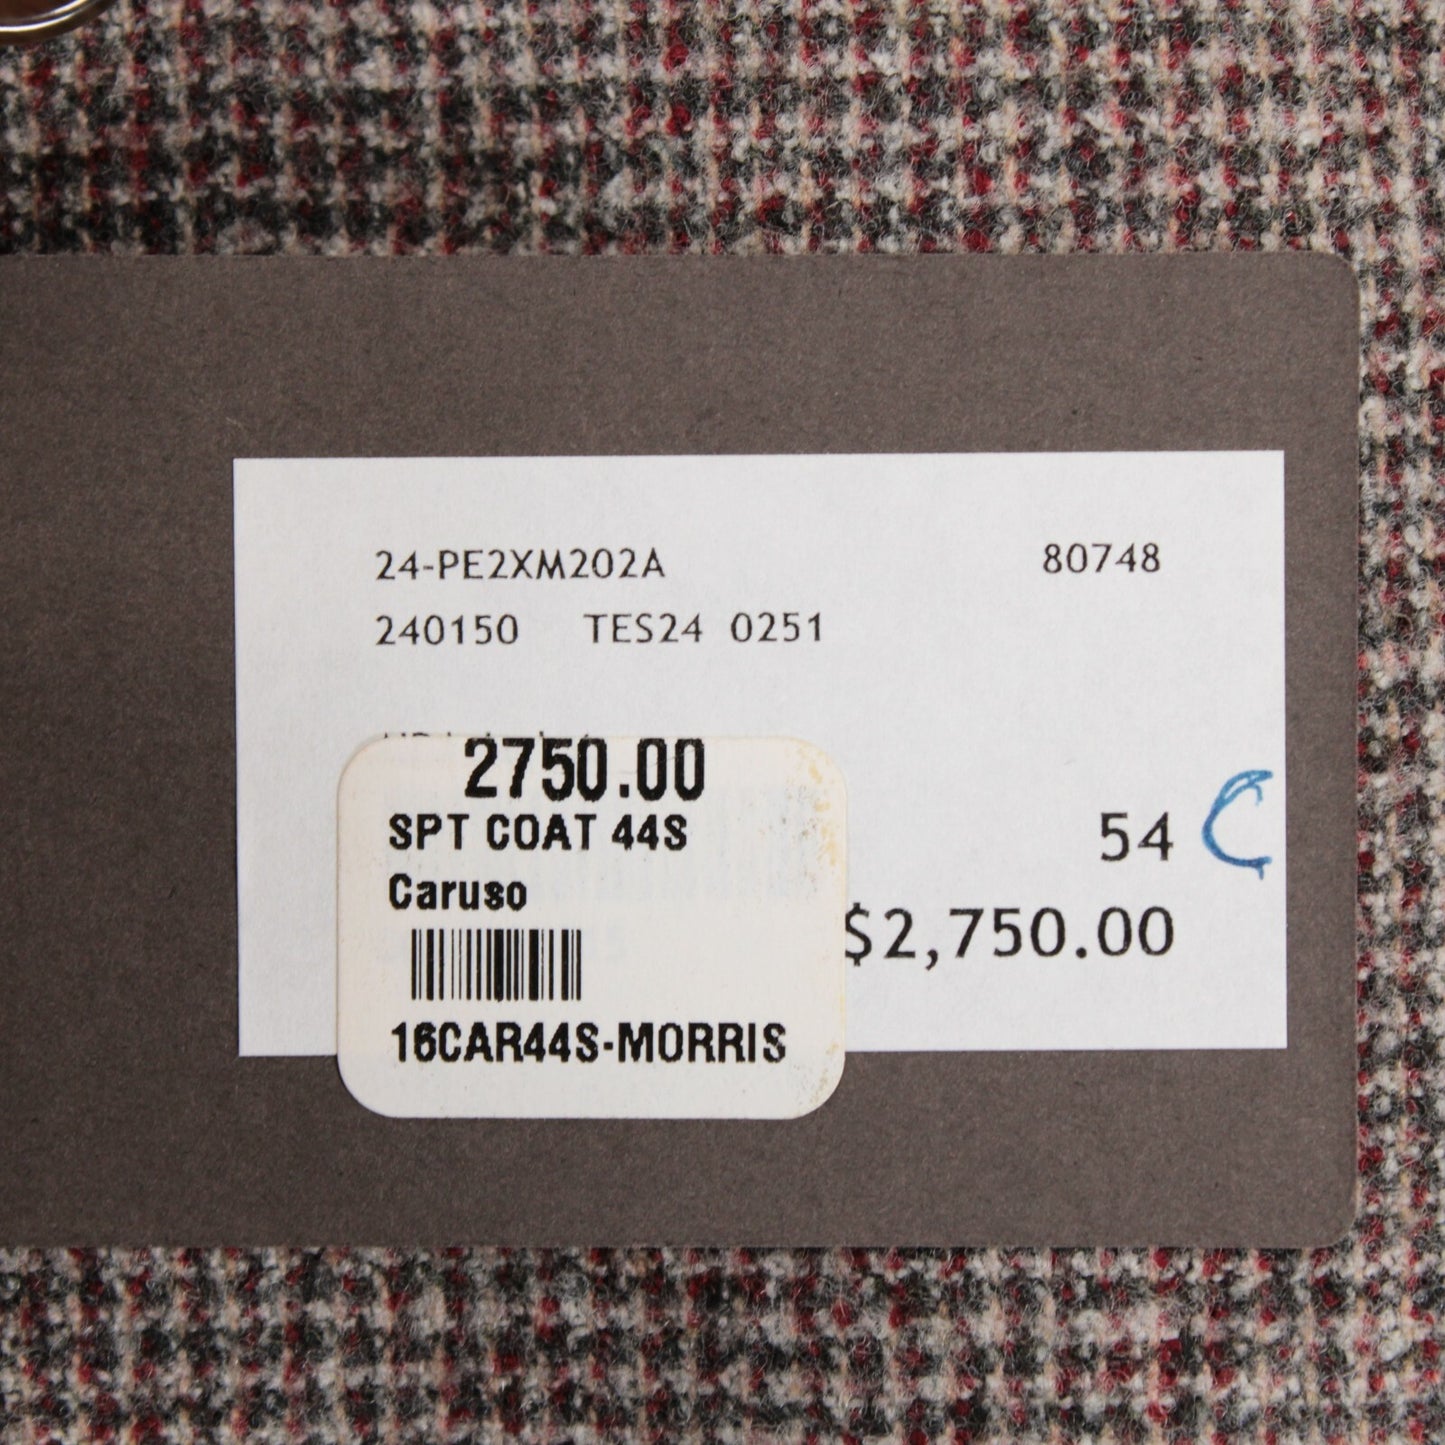 24-PE2XM202A 80748
240150 TES24 0251
2750.00
SPT COAT 44S
54 C
Caruso
$2,750.00
16CAR44S-MORRIS